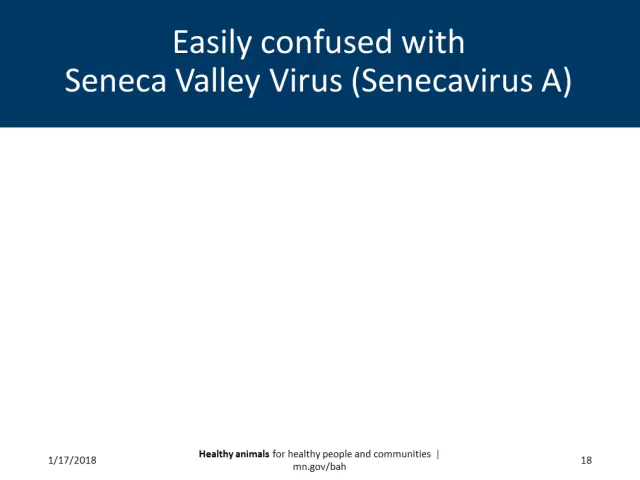 Easily confused with
Seneca Valley Virus (Senecavirus A)
1/17/2018
Healthy animals for healthy people and communities |
mn.gov/bah
18